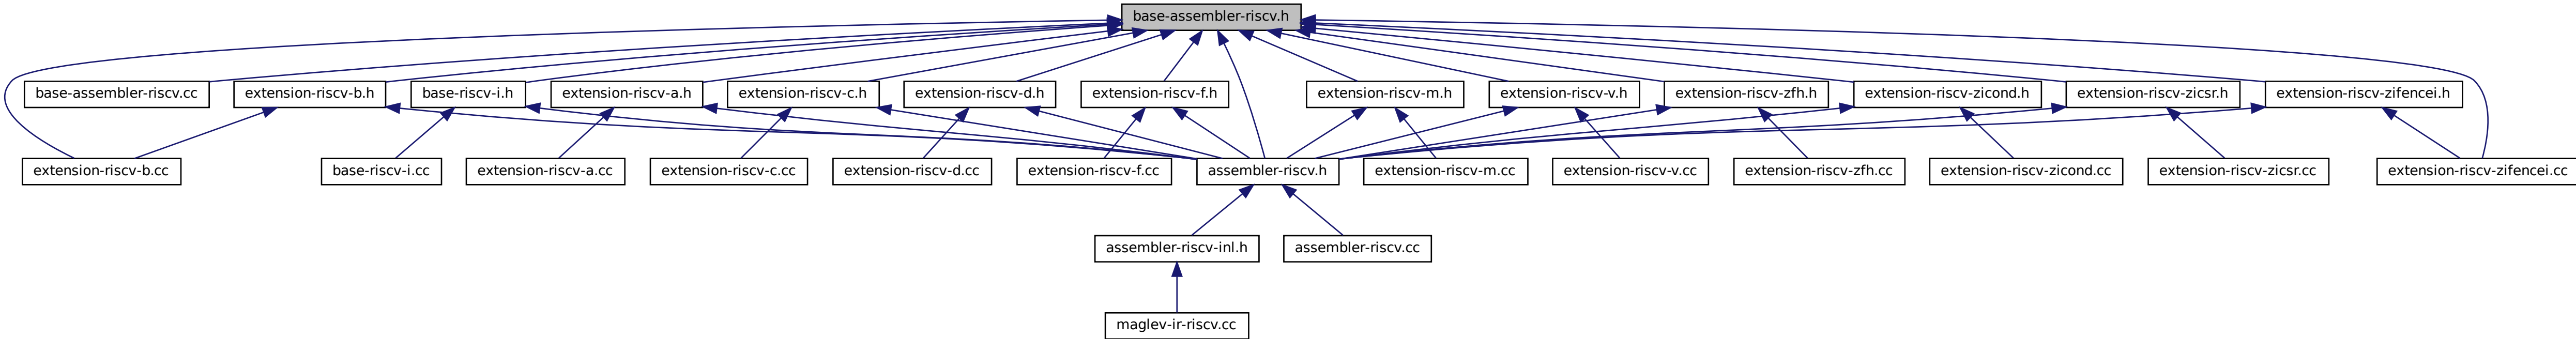 base-assembler-riscv.h
base-assembler-riscv.cc
extension-riscv-b.h
base-riscv-i.h
extension-riscv-a.h
extension-riscv-c.h
extension-riscv-d.h
extension-riscv-f.h
extension-riscv-m.h
extension-riscv-v.h
extension-riscv-zfh.h
extension-riscv-zicond.h
extension-riscv-zicsr.h
extension-riscv-zifencei.h
extension-riscv-b.cc
base-riscv-i.cc
extension-riscv-a.cc
extension-riscv-c.cc
extension-riscv-d.cc
extension-riscv-f.cc
assembler-riscv.h
extension-riscv-m.cc
extension-riscv-v.cc
extension-riscv-zfh.cc
extension-riscv-zicond.cc
extension-riscv-zicsr.cc
extension-riscv-zifencei.cc
assembler-riscv-inl.h
assembler-riscv.cc
maglev-ir-riscv.cc